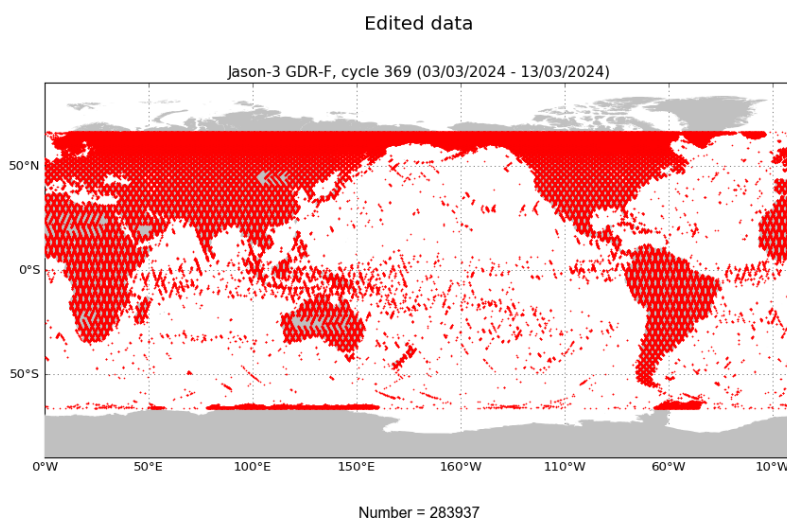 Edited data
Jason-3 GDR-F, cycle 369 (03/03/2024 - 13/03/2024)
50°N
0°S
50°S
0°W 50°E 100°E 150°E 160°W 110°W 60°W 10°W
Number = 283937